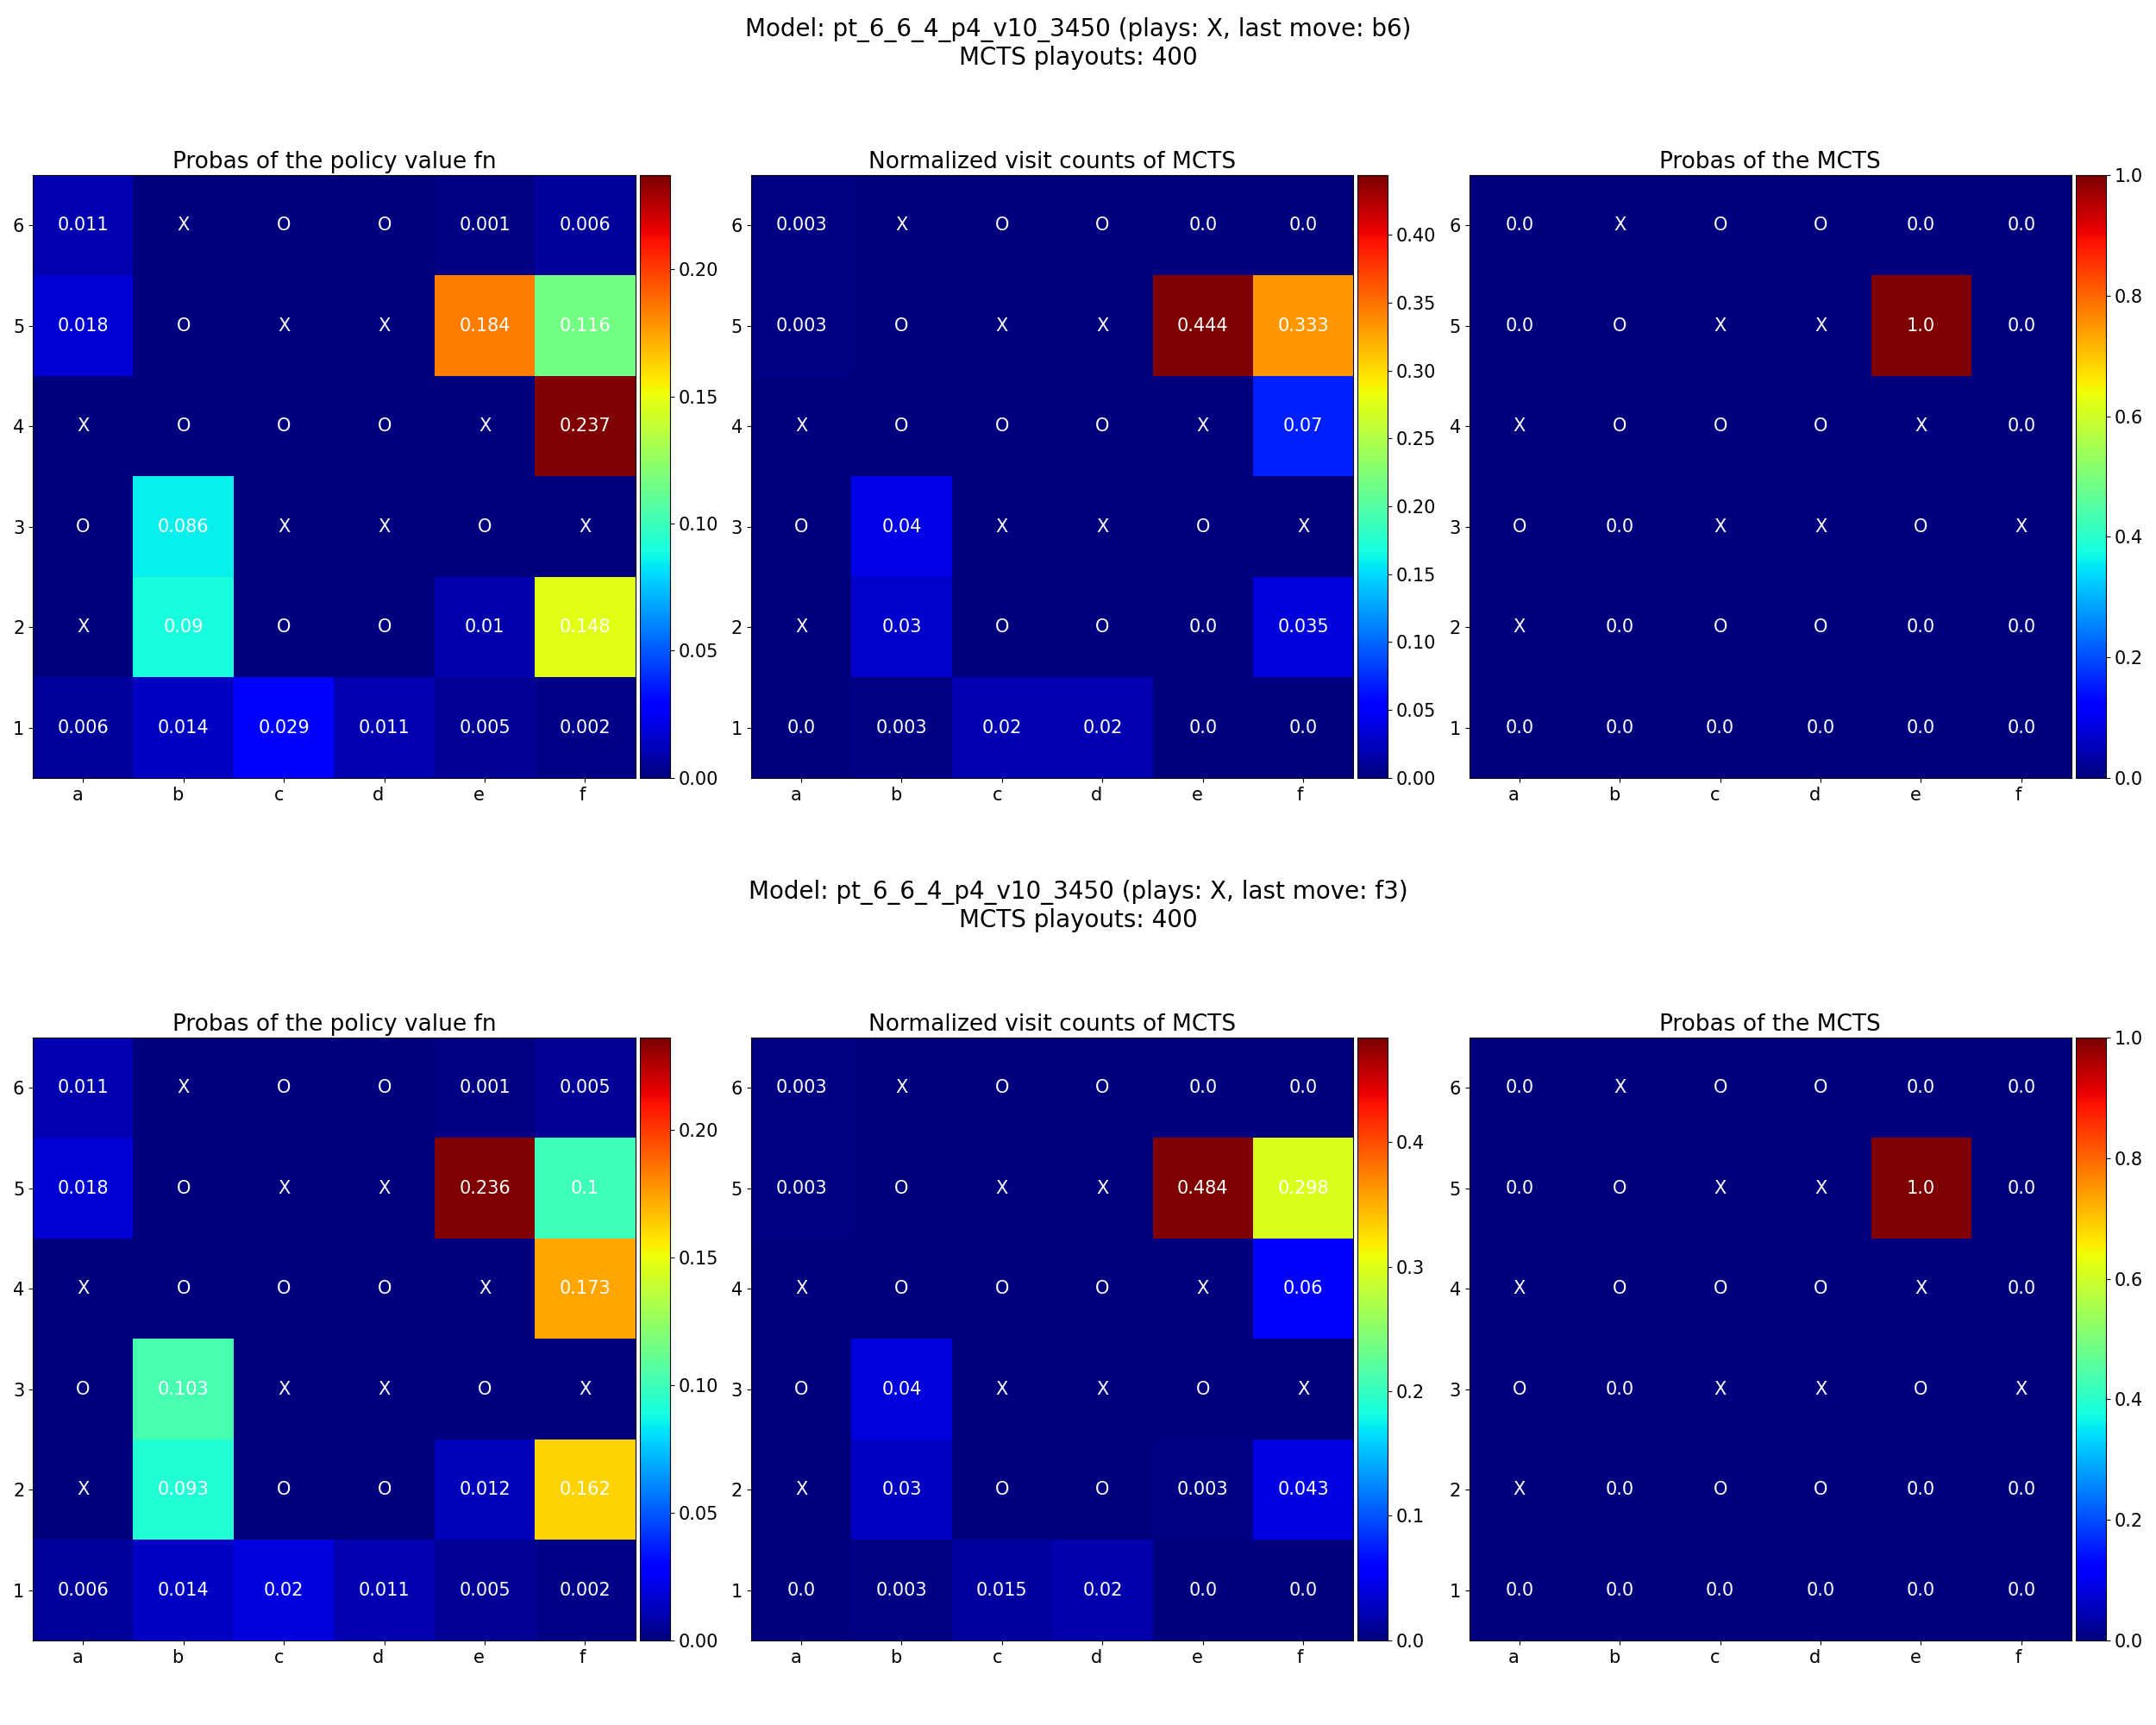 Model: pt_6_6_4_p4_v10_3450 (plays: X, last move: b6)
MCTS playouts: 400
Probas of the policy value fn
6 0.011 X O O 0.001 0.006
5 0.018 O X X 0.184 0.116
4 X O O O X 0.237
3 O 0.086 X X O X
2 X 0.09 O O 0.01 0.148
1 0.006 0.014 0.029 0.011 0.005 0.002
a b c d e f
0.20
0.15
0.10
0.05
0.00
Normalized visit counts of MCTS
6 0.003 X O O 0.0 0.0
5 0.003 O X X 0.444 0.333
4 X O O O X 0.07
3 O 0.04 X X O X
2 X 0.03 O O 0.0 0.035
1 0.0 0.003 0.02 0.02 0.0 0.0
a b c d e f
0.40
0.35
0.30
0.25
0.20
0.15
0.10
0.05
0.00
Probas of the MCTS
6 0.0 X O O 0.0 0.0
5 0.0 O X X 1.0 0.0
4 X O O O X 0.0
3 O 0.0 X X O X
2 X 0.0 O O 0.0 0.0
1 0.0 0.0 0.0 0.0 0.0 0.0
a b c d e f
1.0
0.8
0.6
0.4
0.2
0.0
Model: pt_6_6_4_p4_v10_3450 (plays: X, last move: f3)
MCTS playouts: 400
Probas of the policy value fn
6 0.011 X O O 0.001 0.005
5 0.018 O X X 0.236 0.1
4 X O O O X 0.173
3 O 0.103 X X O X
2 X 0.093 O O 0.012 0.162
1 0.006 0.014 0.02 0.011 0.005 0.002
a b c d e f
0.20
0.15
0.10
0.05
0.00
Normalized visit counts of MCTS
6 0.003 X O O 0.0 0.0
5 0.003 O X X 0.484 0.298
4 X O O O X 0.06
3 O 0.04 X X O X
2 X 0.03 O O 0.003 0.043
1 0.0 0.003 0.015 0.02 0.0 0.0
a b c d e f
0.4
0.3
0.2
0.1
0.0
Probas of the MCTS
6 0.0 X O O 0.0 0.0
5 0.0 O X X 1.0 0.0
4 X O O O X 0.0
3 O 0.0 X X O X
2 X 0.0 O O 0.0 0.0
1 0.0 0.0 0.0 0.0 0.0 0.0
a b c d e f
1.0
0.8
0.6
0.4
0.2
0.0